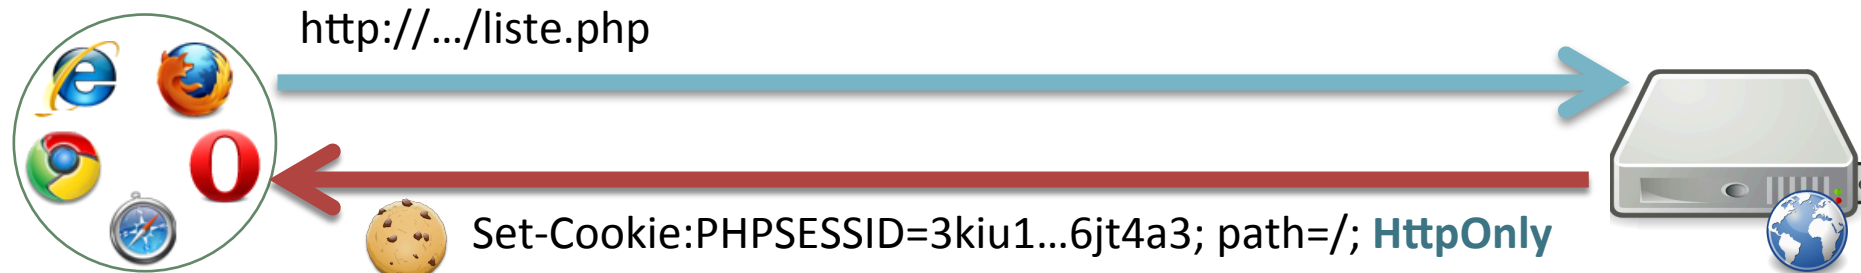 http://…/liste.php
Set-Cookie:PHPSESSID=3kiu1…6jt4a3; path=/; HttpOnly